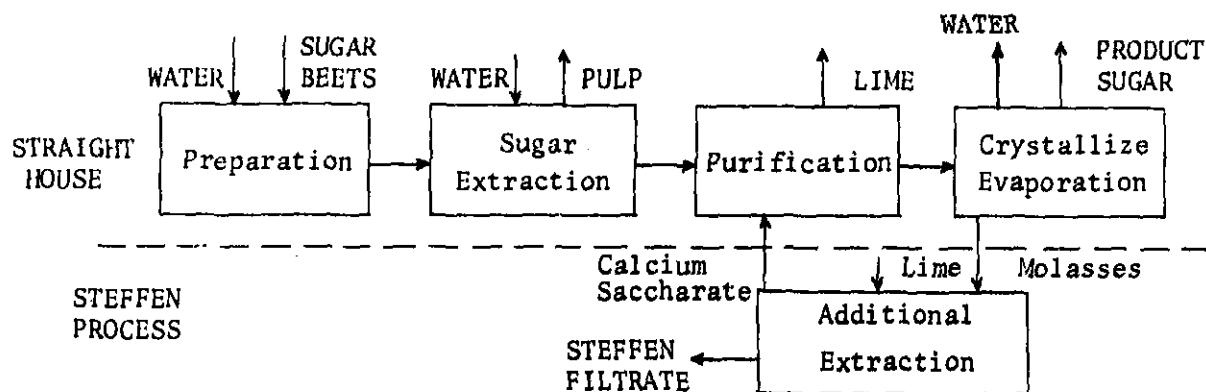 WATER
SUGAR
BEETS
WATER
PULP
LIME
WATER
PRODUCT
SUGAR
STRAIGHT
HOUSE
Preparation
Sugar
Extraction
Purification
Crystallize
Evaporation
Calcium
Saccharate
Lime
Molasses
STEFFEN
PROCESS
Additional
Extraction
STEFFEN
FILTRATE